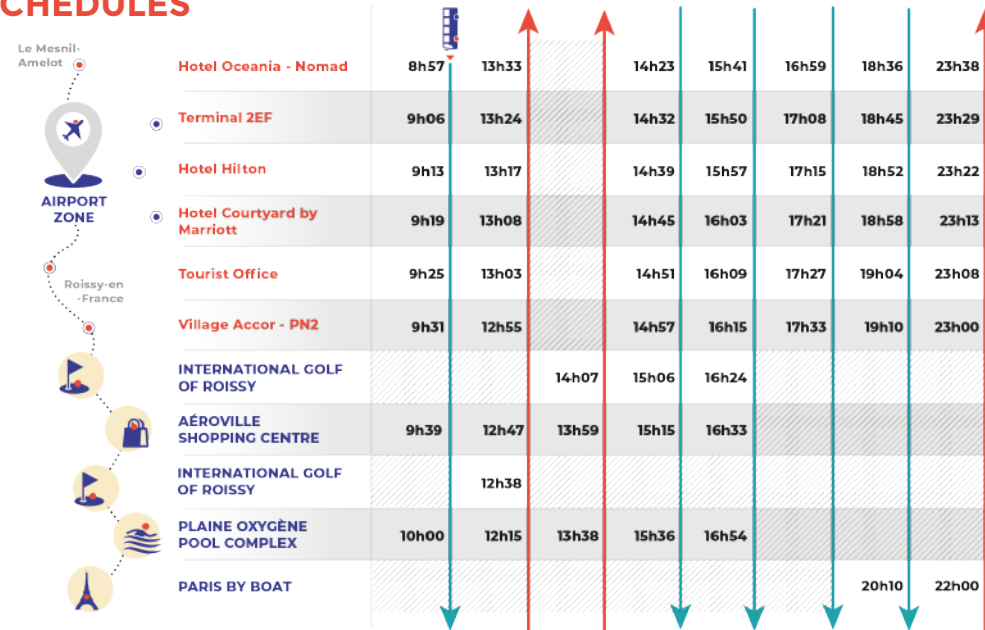 CHEDULES
Le Mesnil-
Amelot
Hotel Oceania - Nomad 8h57 13h33 14h23 15h41 16h59 18h36 23h38
Terminal 2EF 9h06 13h24 14h32 15h50 17h08 18h45 23h29
Hotel Hilton 9h13 13h17 14h39 15h57 17h15 18h52 23h22
AIRPORT
ZONE
Hotel Courtyard by
Marriott 9h19 13h08 14h45 16h03 17h21 18h58 23h13
Tourist Office 9h25 13h03 14h51 16h09 17h27 19h04 23h08
Roissy-en
-France
Village Accor - PN2 9h31 12h55 14h57 16h15 17h33 19h10 23h00
INTERNATIONAL GOLF
OF ROISSY 14h07 15h06 16h24
AÉROVILLE
SHOPPING CENTRE 9h39 12h47 13h59 15h15 16h33
INTERNATIONAL GOLF
OF ROISSY 12h38
PLAINE OXYGÈNE
POOL COMPLEX 10h00 12h15 13h38 15h36 16h54
PARIS BY BOAT 20h10 22h00